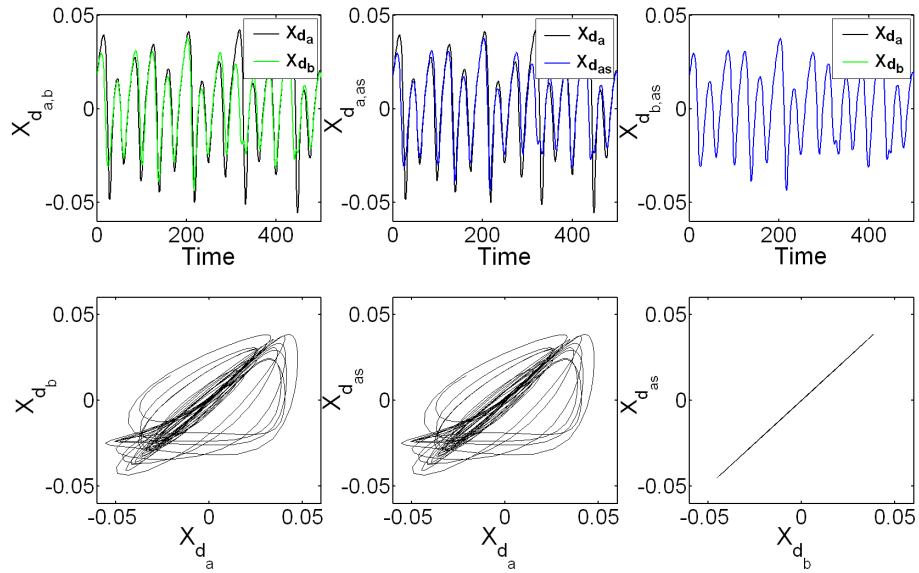 0.05
0
-0.05
X d a,b
X d a
X d b
0 200 400
Time
0.05
0
-0.05
X d a,as
X d a
X d as
0 200 400
Time
0.05
0
-0.05
X d b,as
X d a
X d b
0 200 400
Time
0.05
0
-0.05
X d b
-0.05 0 0.05
X d a
0.05
0
-0.05
X d as
-0.05 0 0.05
X d a
0.05
0
-0.05
X d as
-0.05 0 0.05
X d b